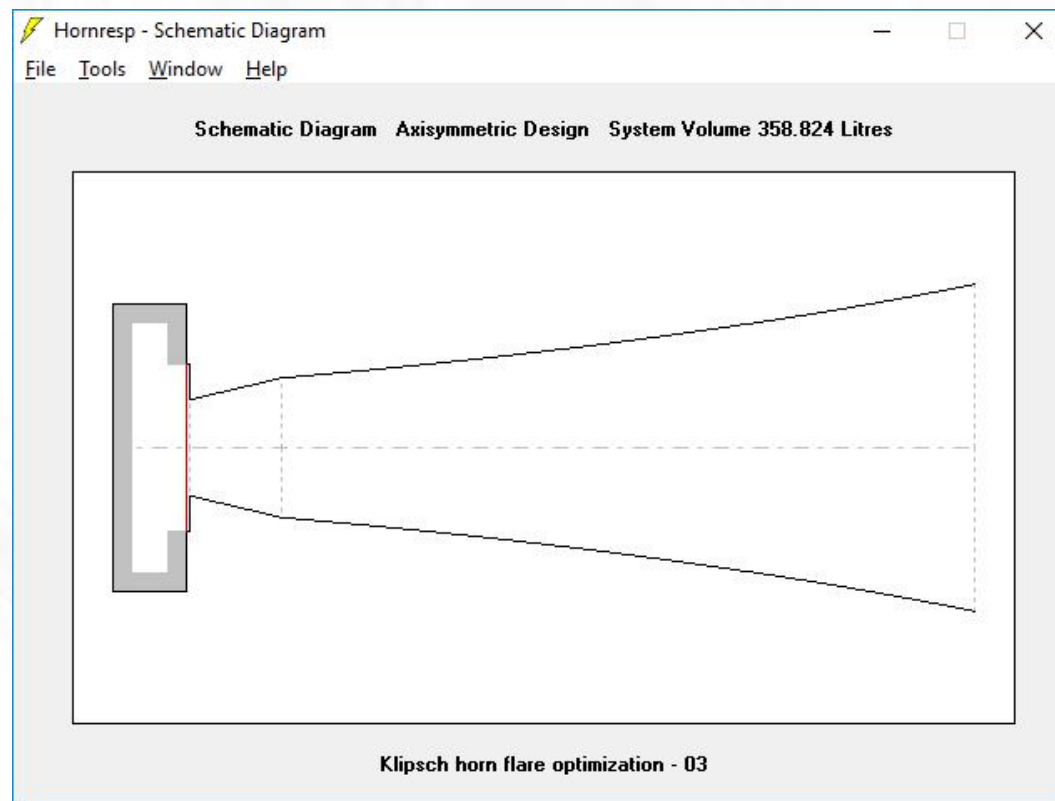 Hornresp - Schematic Diagram
File Tools Window Help
Schematic Diagram Axisymmetric Design System Volume 358.824 Litres
Klipsch horn flare optimization - 03